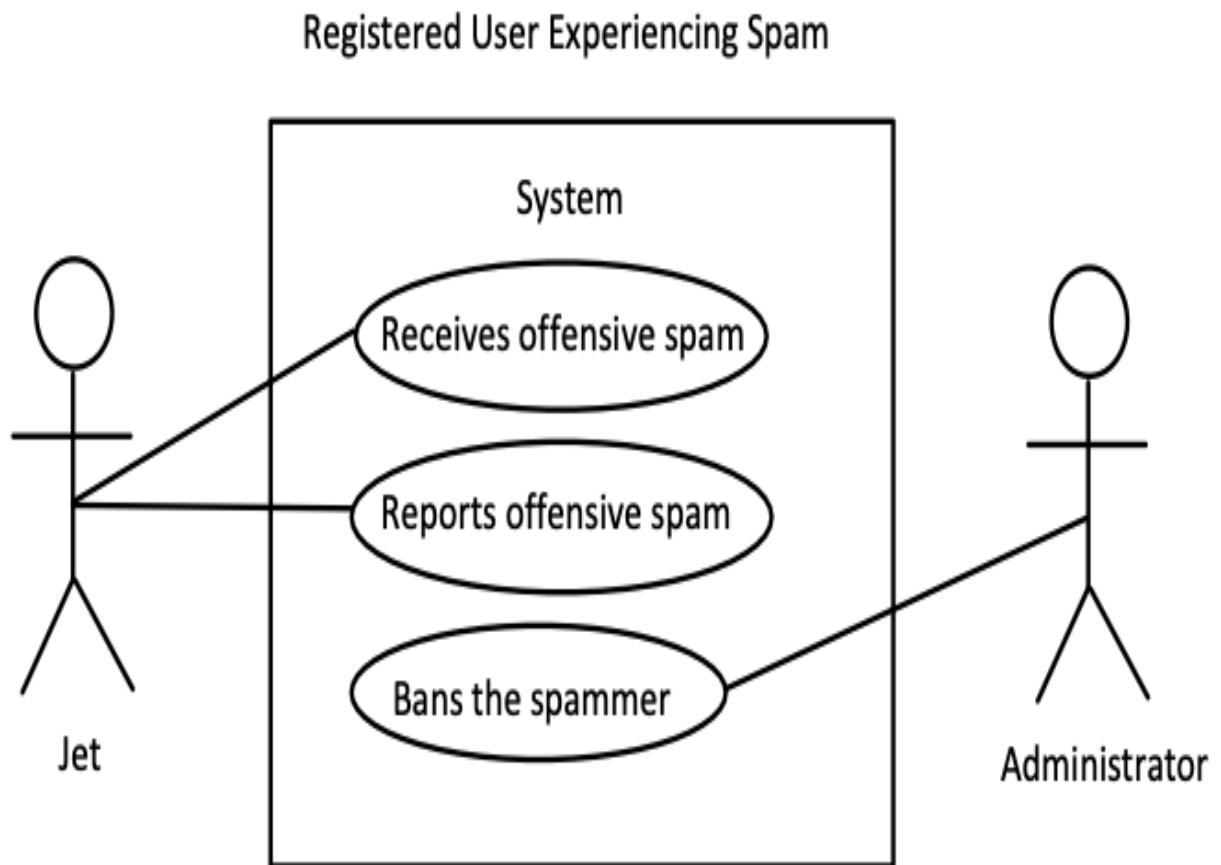 Registered User Experiencing Spam
System
Receives offensive spam
Reports offensive spam
Bans the spammer
Jet
Administrator